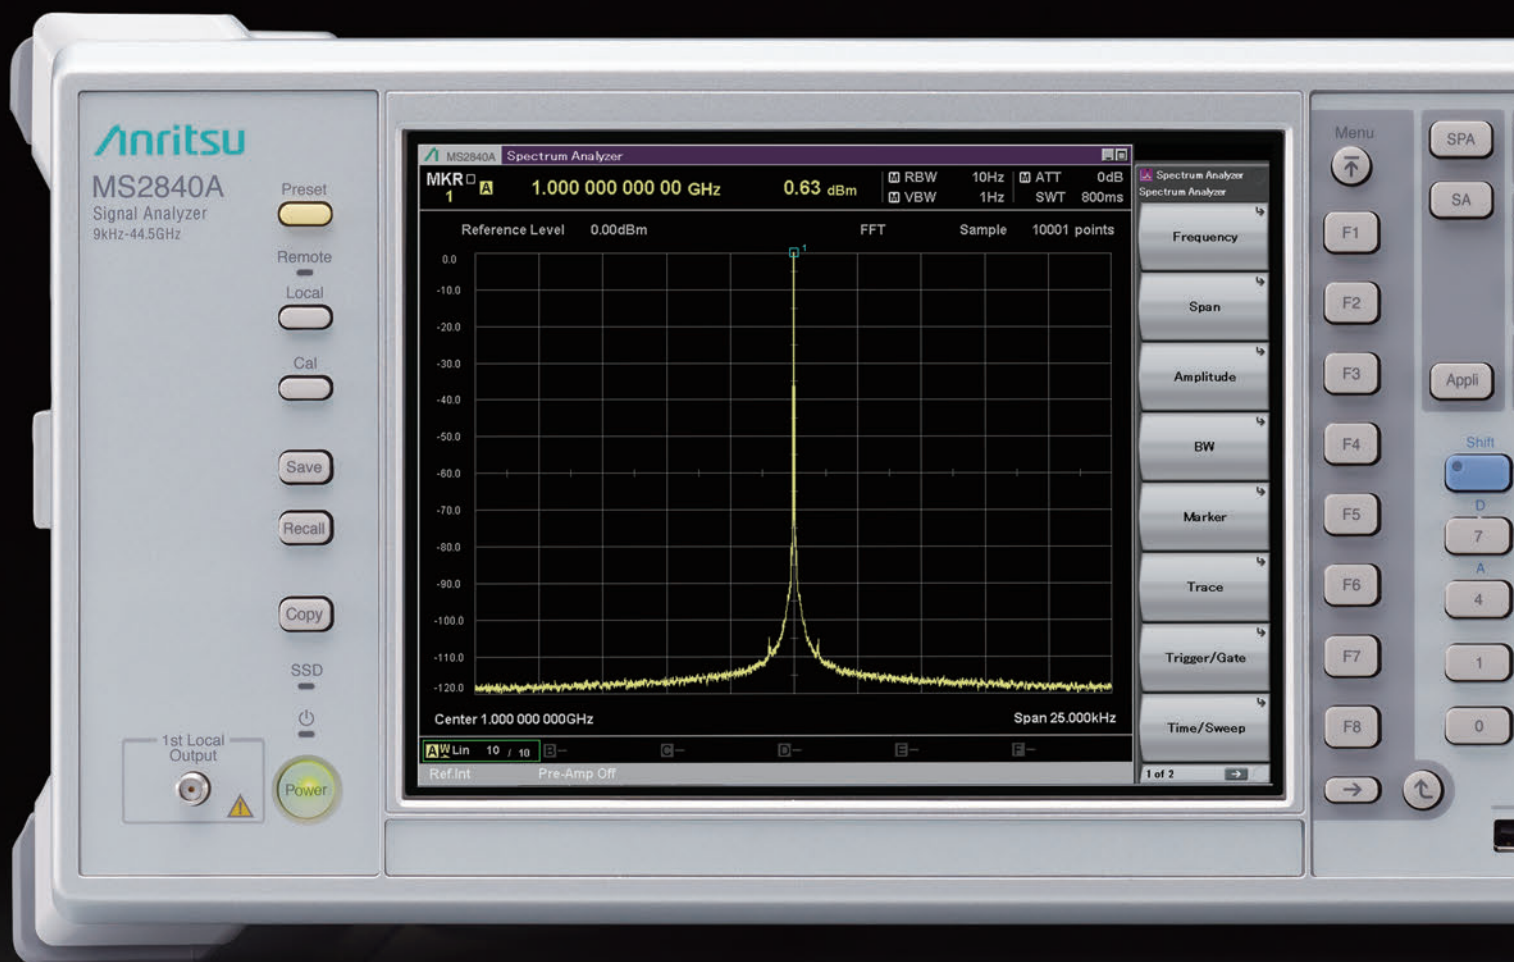 Anritsu
MS2840A
Signal Analyzer
9kHz-44.5GHz
Preset
Remote
Local
Cal
Save
Recall
Copy
SSD
1st Local
Output
Power
MS2840A Spectrum Analyzer
MKR 1 A 1.000 000 000 00 GHz 0.63 dBm
M RBW 10Hz M ATT 0dB
M VBW 1Hz SWT 800ms
Reference Level 0.00dBm FFT Sample 10001 points
1
0.0
-10.0
-20.0
-30.0
-40.0
-50.0
-60.0
-70.0
-80.0
-90.0
-100.0
-110.0
-120.0
Center 1.000 000 000GHz Span 25.000kHz
A W Lin 10 / 10 B- C- D- E- F-
Ref.Int Pre-Amp Off
Spectrum Analyzer
Spectrum Analyzer
Frequency
Span
Amplitude
BW
Marker
Trace
Trigger/Gate
Time/Sweep
1 of 2
Menu
F1
F2
F3
F4
F5
F6
F7
F8
SPA
SA
Appli
Shift
D
7
A
4
1
0